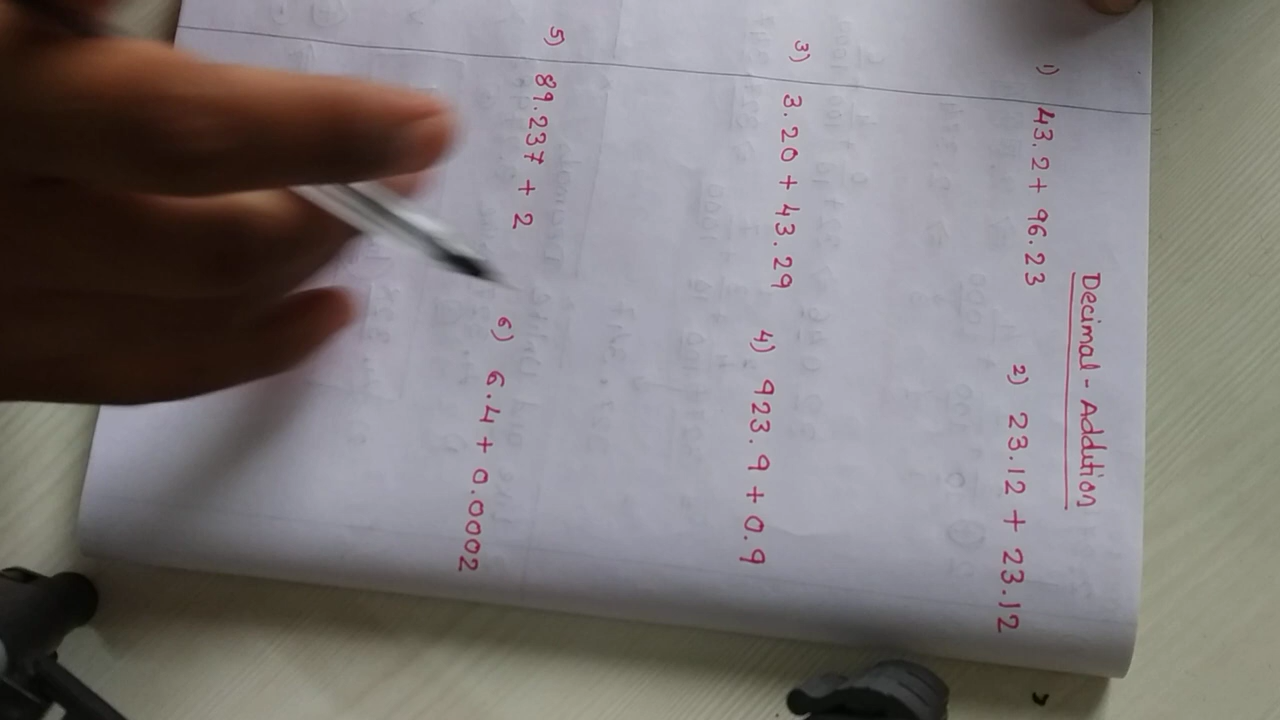 Decimal - Addition
1) 43.2 + 96.23 2) 23.12 + 23.12
3) 3.20 + 43.29 4) 923.9 + 0.9
5) 89.237 + 2 6) 6.4 + 0.0002